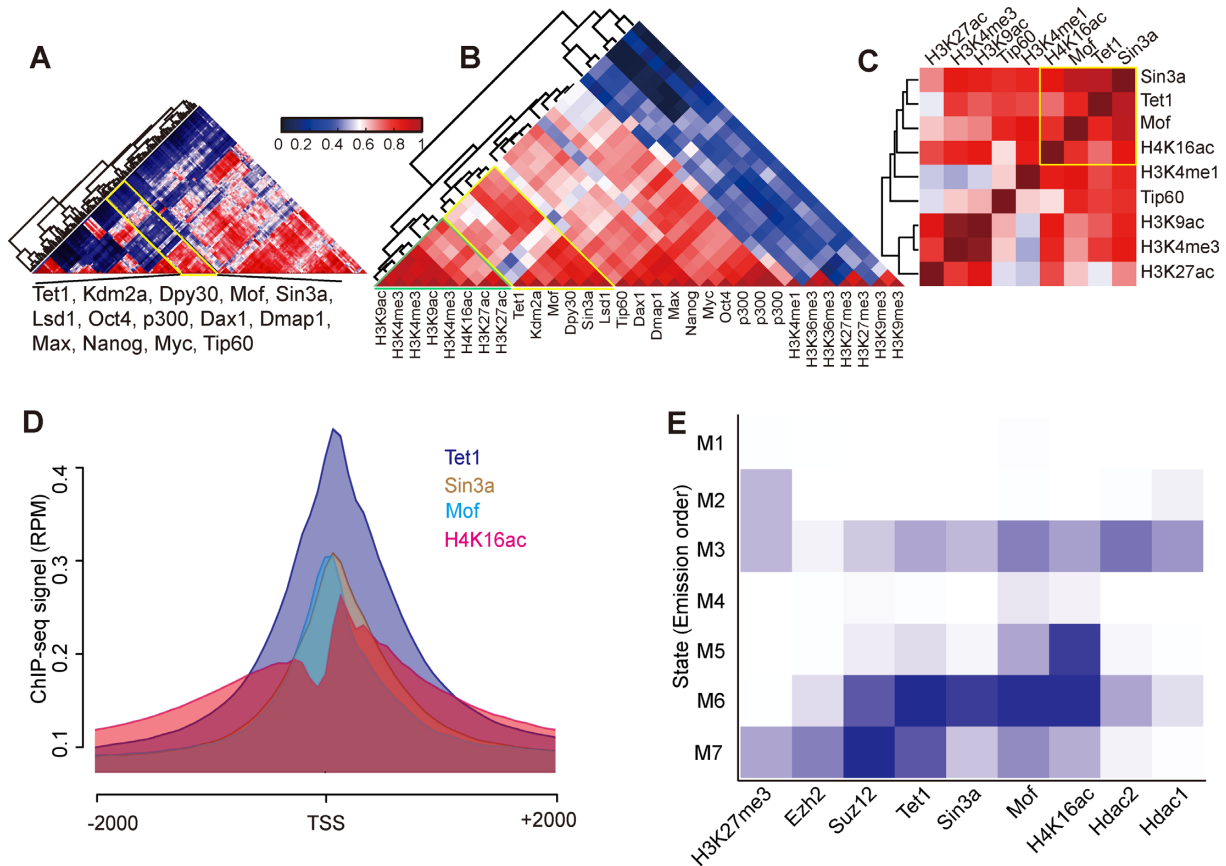 A
B
C
0 0.2 0.4 0.6 0.8 1
Tet1, Kdm2a, Dpy30, Mof, Sin3a,
Lsd1, Oct4, p300, Dax1, Dmap1,
Max, Nanog, Myc, Tip60
H3K9ac
H3K4me3
H3K4me3
H3K9ac
H3K4me3
H4K16ac
H3K27ac
H3K27ac
Tet1
Kdm2a
Mof
Dpy30
Sin3a
Lsd1
Tip60
Dax1
Dmap1
Max
Nanog
Myc
Oct4
p300
p300
p300
H3K4me1
H3K36me3
H3K36me3
H3K27me3
H3K27me3
H3K9me3
H3K9me3
H3K27ac
H3K4me3
H3K9ac
Tip60
H3K4me1
H4K16ac
Mof
Tet1
Sin3a
Sin3a
Tet1
Mof
H4K16ac
H3K4me1
Tip60
H3K9ac
H3K4me3
H3K27ac
D
ChIP-seq signel (RPM)
0.4
0.3
0.2
0.1
Tet1
Sin3a
Mof
H4K16ac
-2000 TSS +2000
E
State (Emission order)
M1
M2
M3
M4
M5
M6
M7
H3K27me3
Ezh2
Suz12
Tet1
Sin3a
Mof
H4K16ac
Hdac2
Hdac1